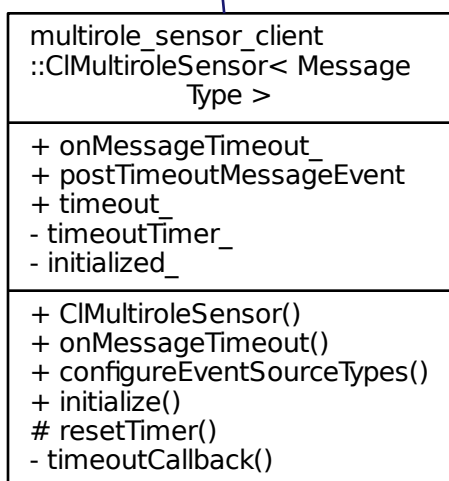 multirole_sensor_client
::ClMultiroleSensor< Message
Type >
+ onMessageTimeout_
+ postTimeoutMessageEvent
+ timeout_
- timeoutTimer_
- initialized_
+ ClMultiroleSensor()
+ onMessageTimeout()
+ configureEventSourceTypes()
+ initialize()
# resetTimer()
- timeoutCallback()